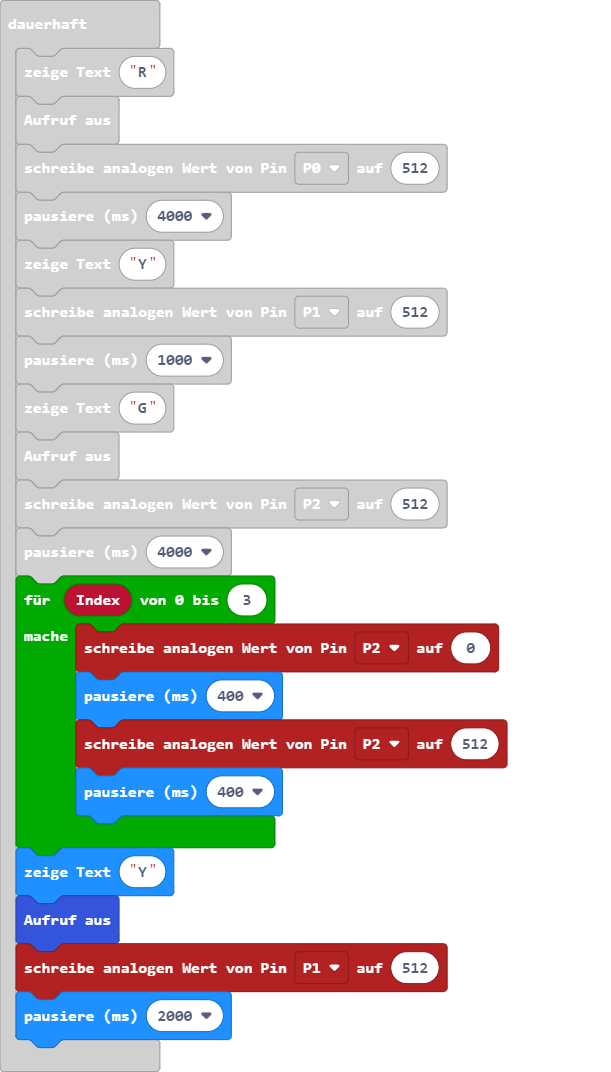 dauerhaft
zeige Text "R"
Aufruf aus
schreibe analogen Wert von Pin P0 auf 512
pausiere (ms) 4000
zeige Text "Y"
schreibe analogen Wert von Pin P1 auf 512
pausiere (ms) 1000
zeige Text "G"
Aufruf aus
schreibe analogen Wert von Pin P2 auf 512
pausiere (ms) 4000
für Index von 0 bis 3
mache
schreibe analogen Wert von Pin P2 auf 0
pausiere (ms) 400
schreibe analogen Wert von Pin P2 auf 512
pausiere (ms) 400
zeige Text "Y"
Aufruf aus
schreibe analogen Wert von Pin P1 auf 512
pausiere (ms) 2000